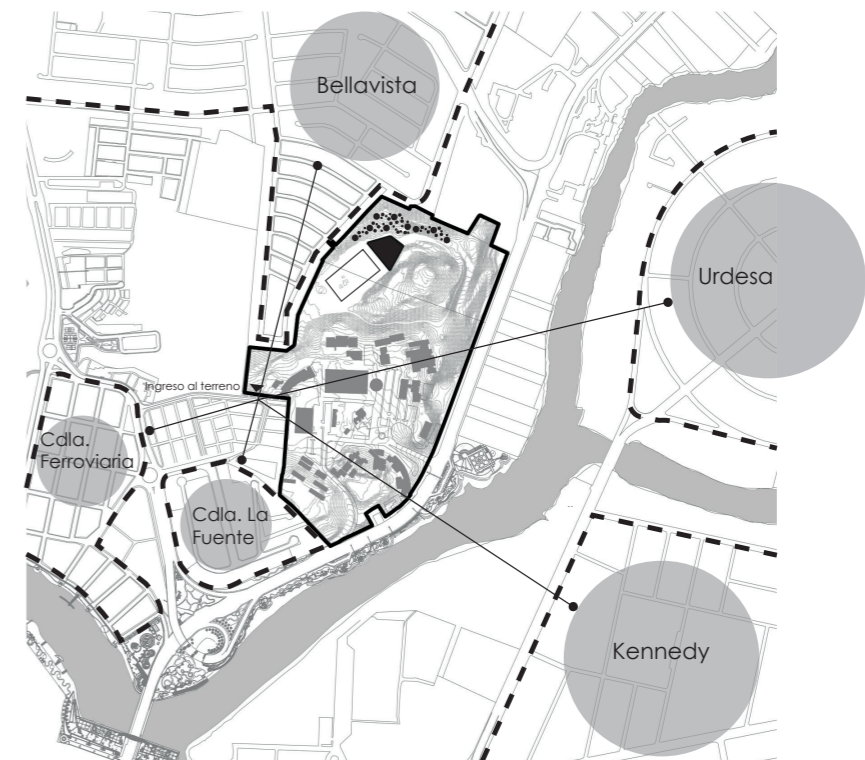 Bellavista
Urdesa
Ingreso al terreno
Cdla.
Ferroviaria
Cdla. La
Fuente
Kennedy